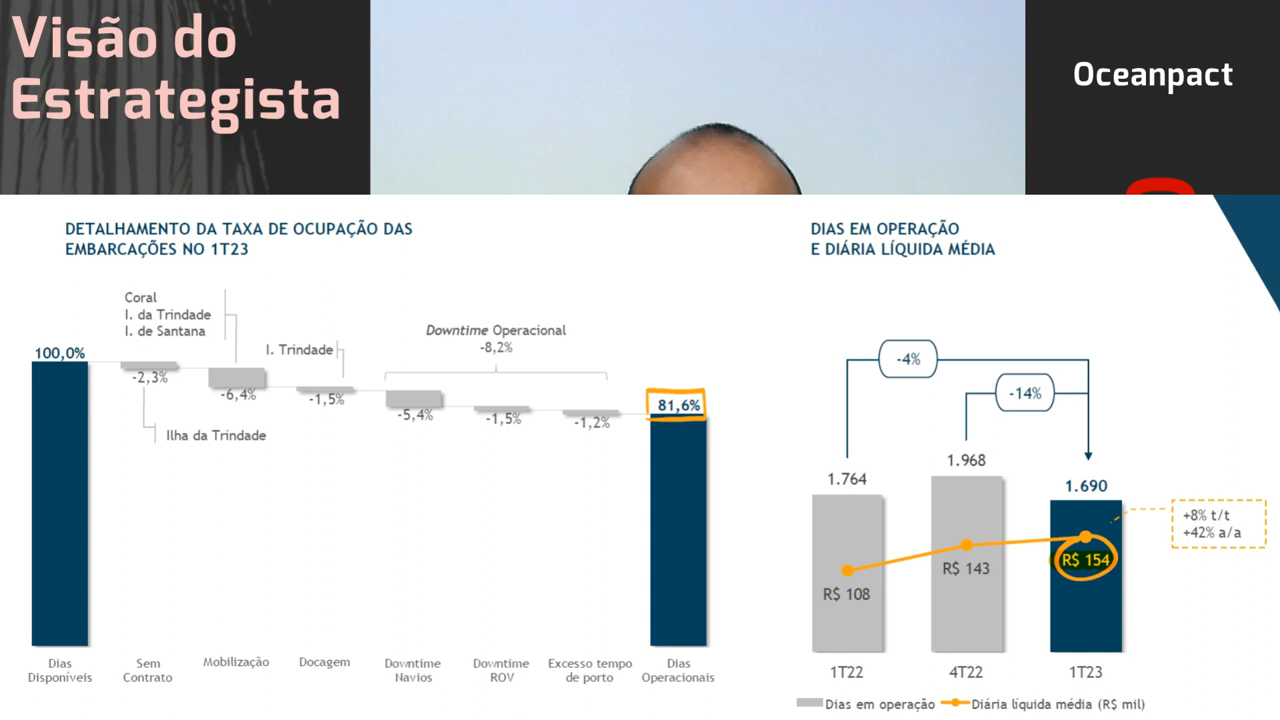 Visão do
Estrategista
Oceanpact
DETALHAMENTO DA TAXA DE OCUPAÇÃO DAS
EMBARCAÇÕES NO 1T23
Coral
I. da Trindade
I. de Santana
I. Trindade
Downtime Operacional
-8,2%
100,0%
-2,3%
-6,4%
-1,5%
-5,4%
-1,5%
-1,2%
81,6%
Ilha da Trindade
Dias
Disponíveis
Sem
Contrato
Mobilização
Docagem
Downtime
Navios
Downtime
ROV
Excesso tempo
de porto
Dias
Operacionais
DIAS EM OPERAÇÃO
E DIÁRIA LÍQUIDA MÉDIA
-4%
-14%
1.764
1.968
1.690
+8% t/t
+42% a/a
R$ 108
R$ 143
R$ 154
1T22
4T22
1T23
Dias em operação
Diária líquida média (R$ mil)